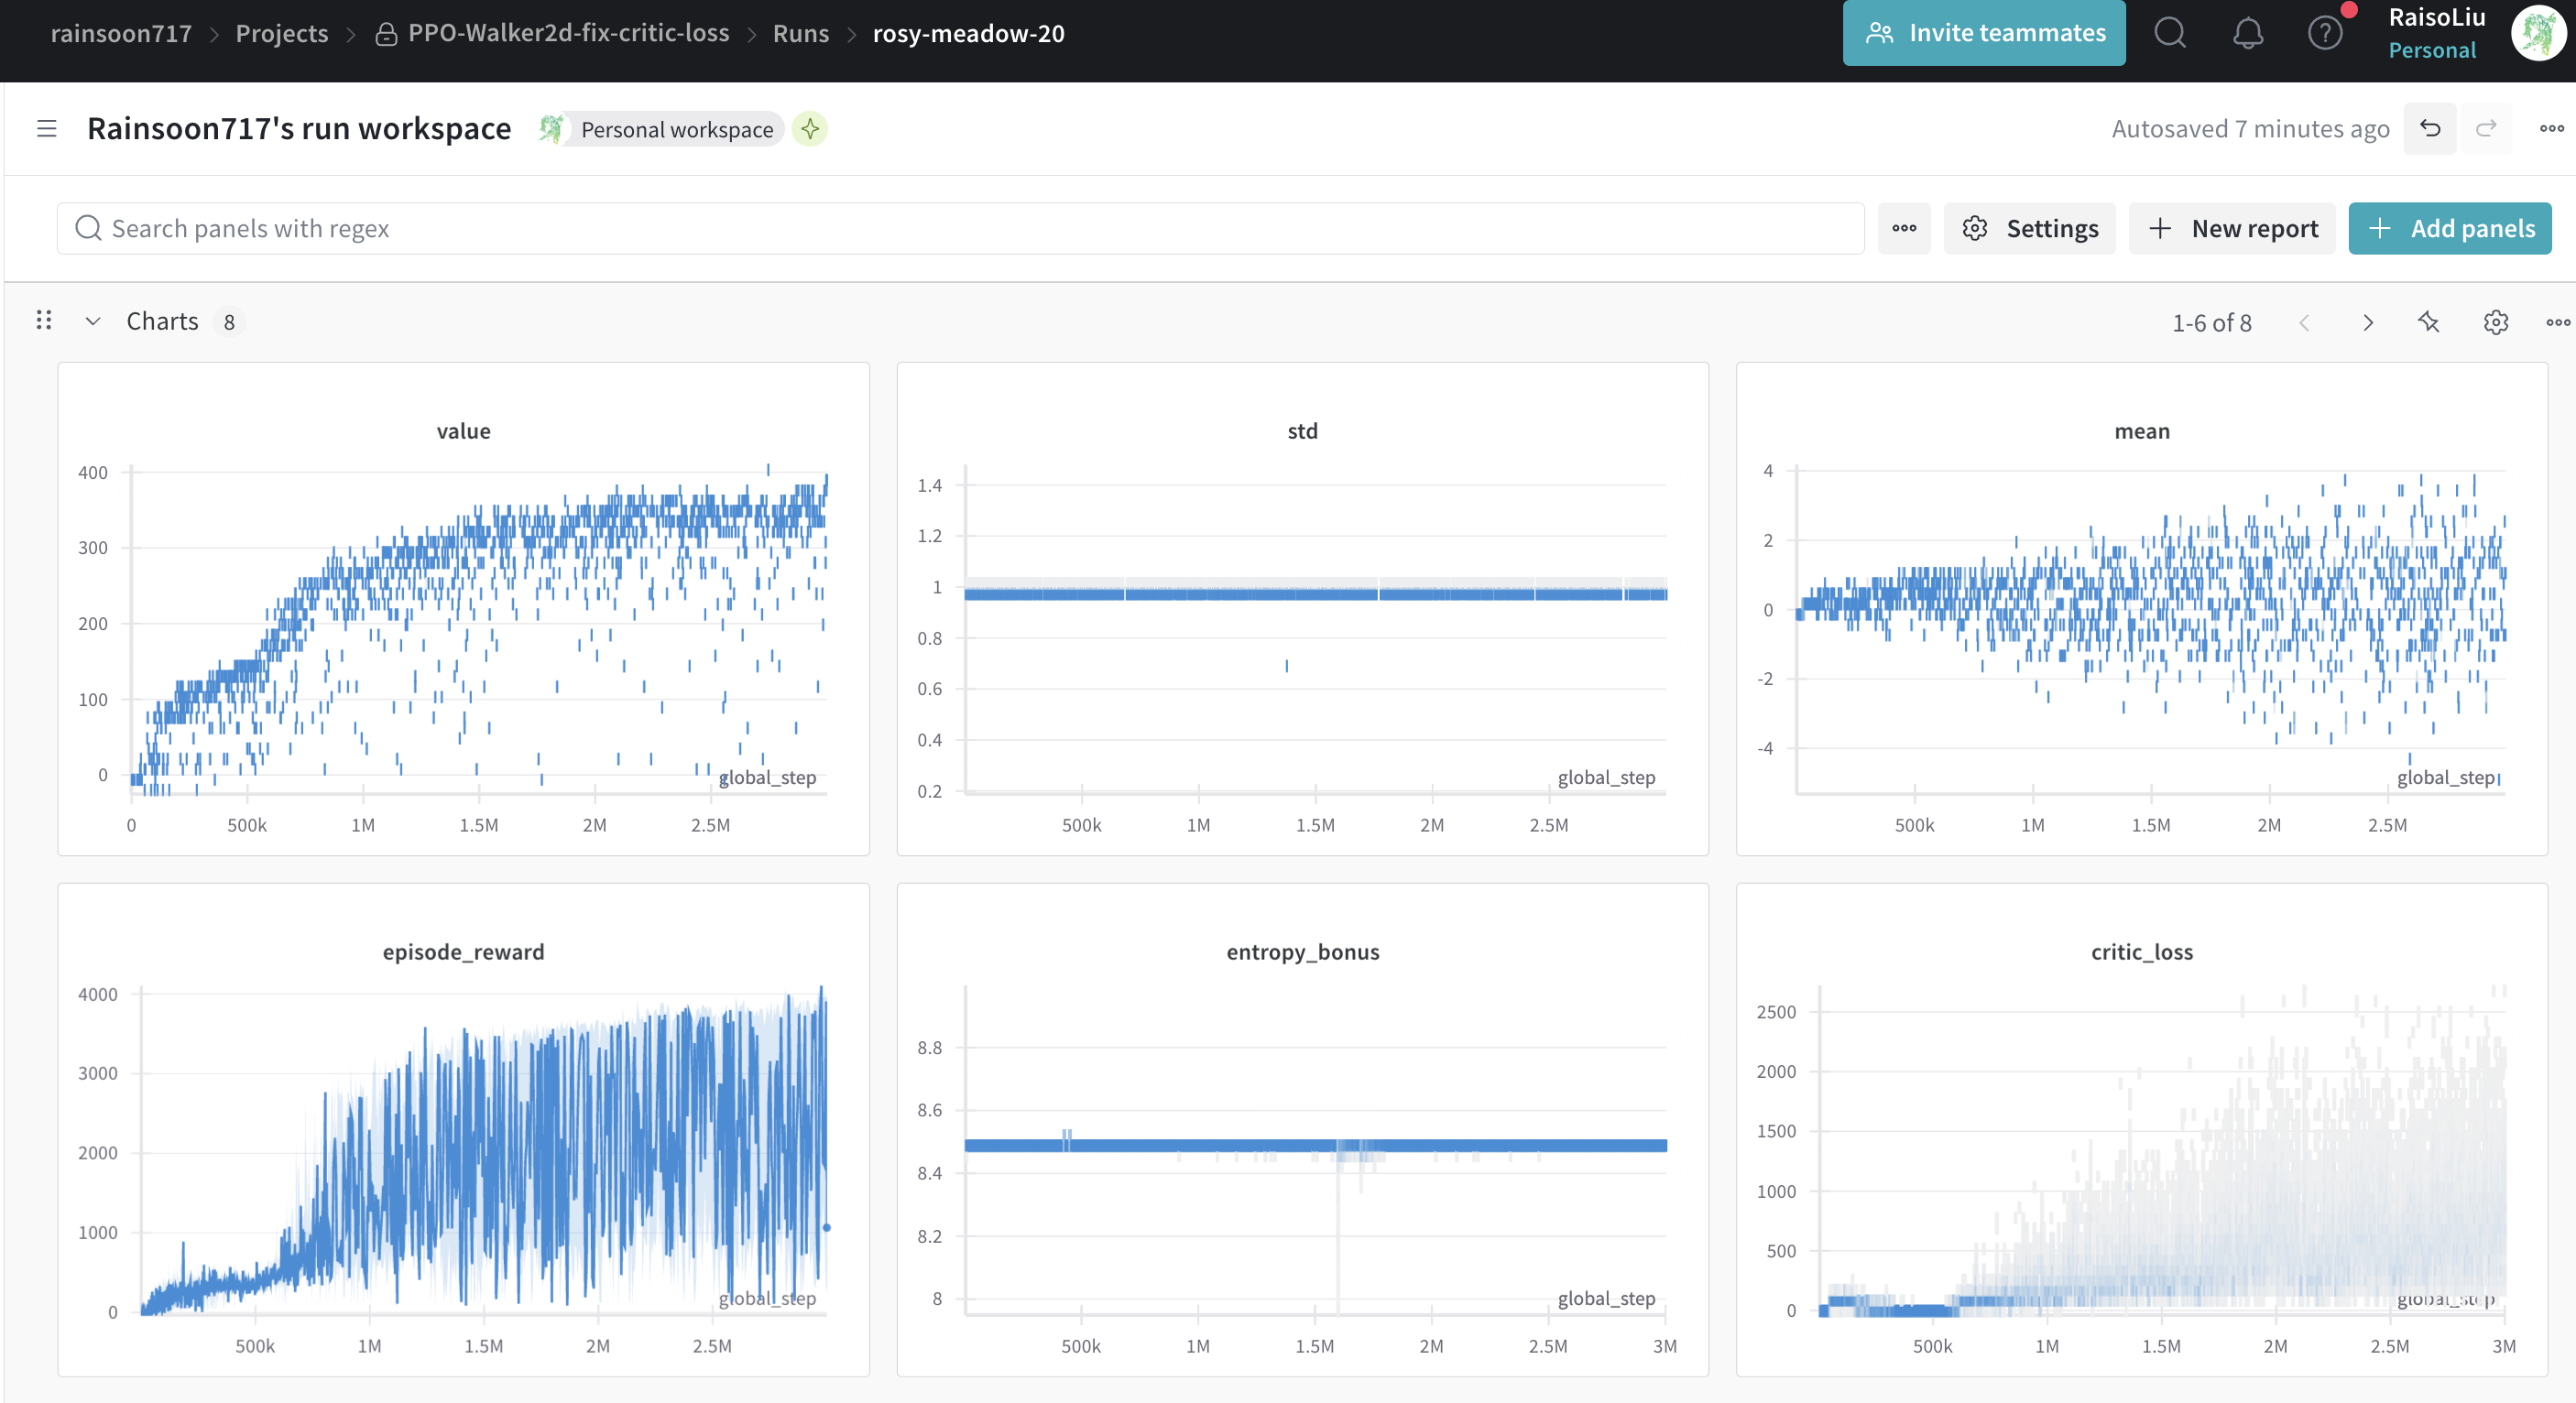 rainsoon717 > Projects > PPO-Walker2d-fix-critic-loss > Runs > rosy-meadow-20
Invite teammates
RaisoLiu
Personal
Rainsoon717's run workspace
Personal workspace
Autosaved 7 minutes ago
Search panels with regex
Settings
New report
Add panels
Charts 8
1-6 of 8
value
400
300
200
100
0
global_step
0 500k 1M 1.5M 2M 2.5M
std
1.4
1.2
1
0.8
0.6
0.4
0.2
global_step
500k 1M 1.5M 2M 2.5M
mean
4
2
0
-2
-4
global_step
500k 1M 1.5M 2M 2.5M
episode_reward
4000
3000
2000
1000
0
global_step
500k 1M 1.5M 2M 2.5M
entropy_bonus
8.8
8.6
8.4
8.2
8
global_step
500k 1M 1.5M 2M 2.5M 3M
critic_loss
2500
2000
1500
1000
500
0
global_step
500k 1M 1.5M 2M 2.5M 3M